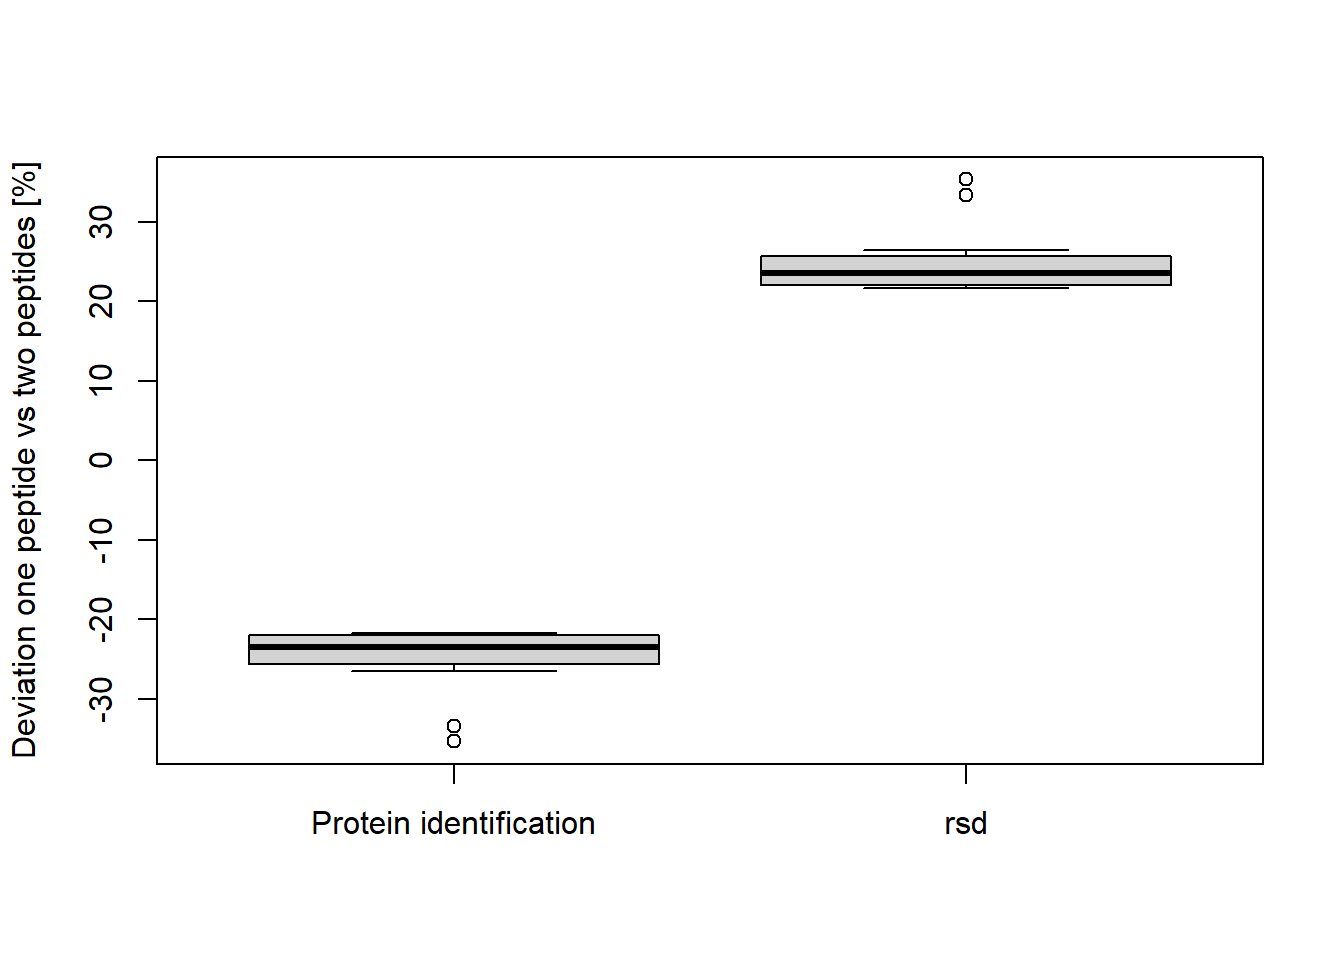 Deviation one peptide vs two peptides [%]
30
20
10
0
-10
-20
-30
Protein identification
rsd